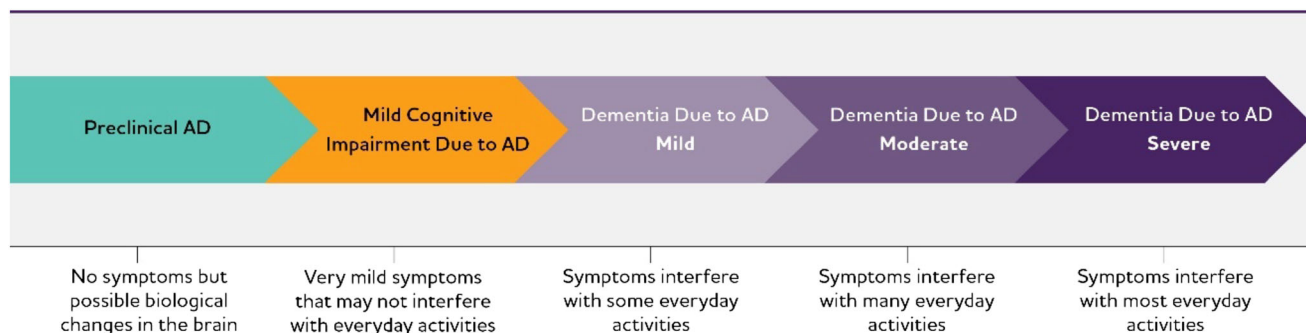 Preclinical AD
Mild Cognitive
Impairment Due to AD
Dementia Due to AD
Mild
Dementia Due to AD
Moderate
Dementia Due to AD
Severe
No symptoms but
possible biological
changes in the brain
Very mild symptoms
that may not interfere
with everyday activities
Symptoms interfere
with some everyday
activities
Symptoms interfere
with many everyday
activities
Symptoms interfere
with most everyday
activities